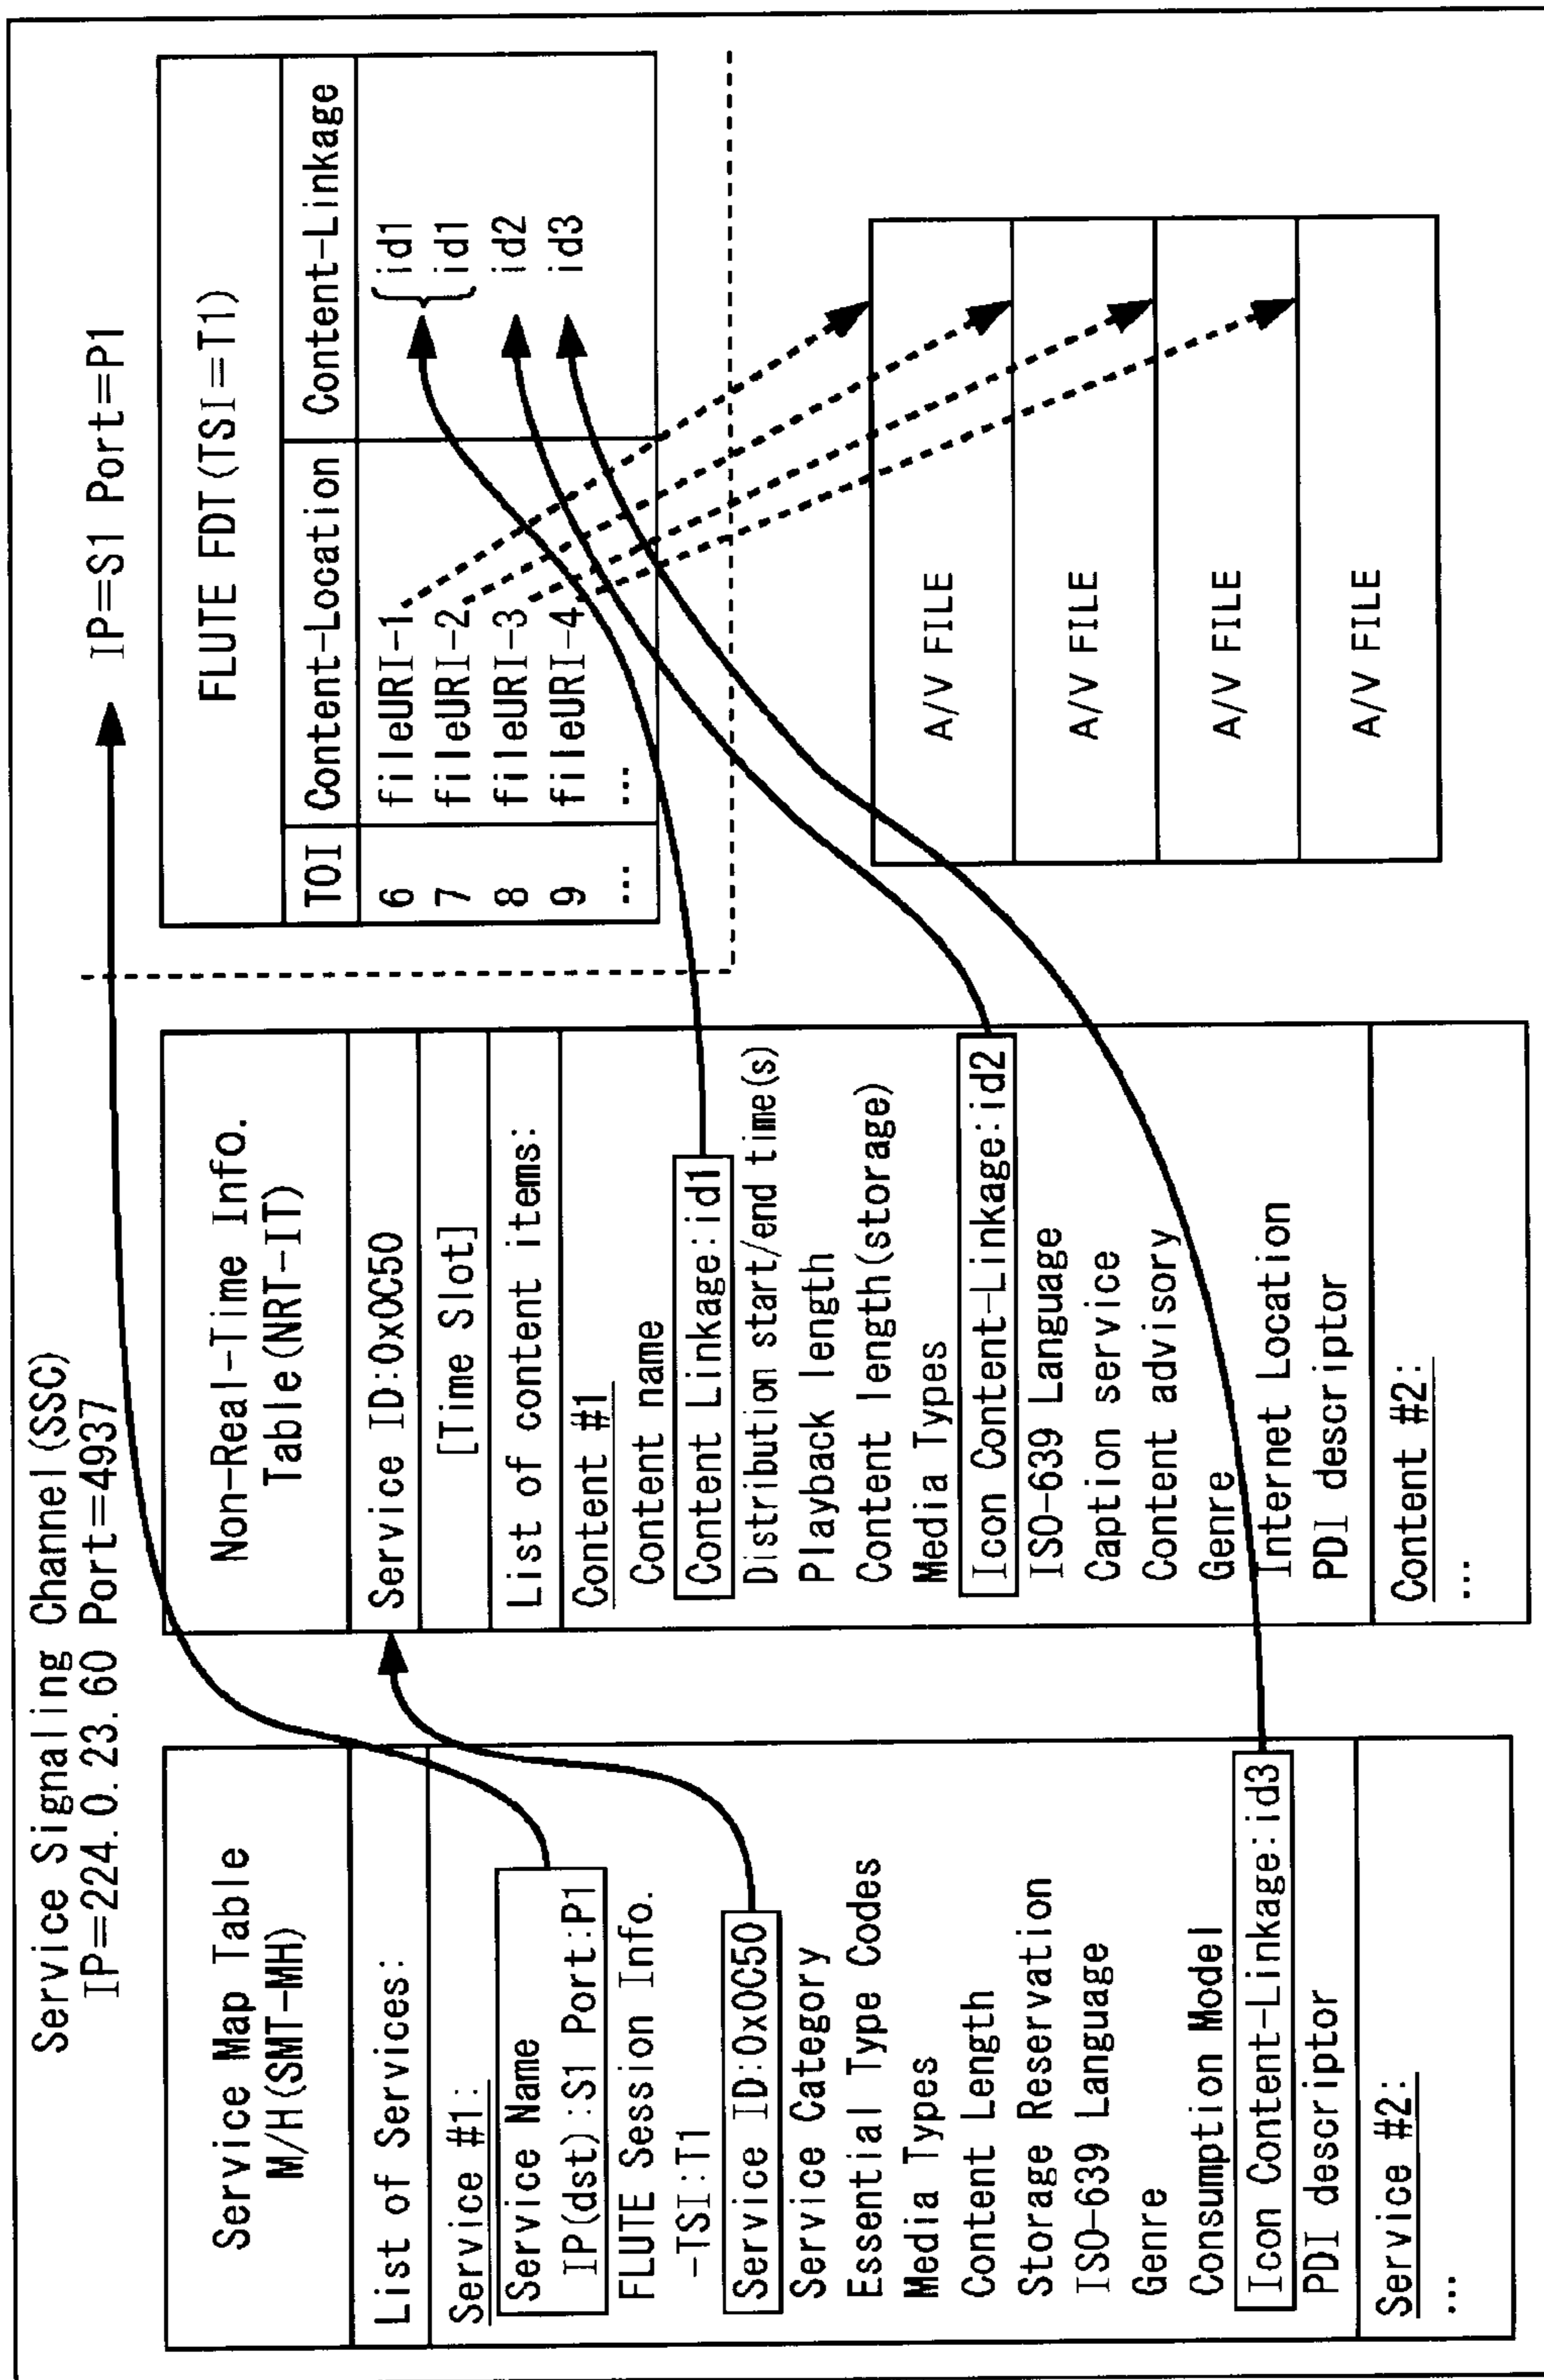 Service Signaling Channel(SSC)
IP=224.0.23.60 Port=4937
IP=S1 Port=P1
Service Map Table
M/H(SMT-MH)
List of Services:
Service #1:
Service Name
IP(dst):S1 Port:P1
FLUTE Session Info.
-TSI:T1
Service ID:0x0C50
Service Category
Essential Type Codes
Media Types
Content Length
Storage Reservation
ISO-639 Language
Genre
Consumption Model
Icon Content-Linkage:id3
PDI descriptor
Service #2:
...
Non-Real-Time Info.
Table(NRT-IT)
Service ID:0x0C50
[Time Slot]
List of content items:
Content #1
Content name
Content Linkage:id1
Distribution start/end time(s)
Playback length
Content length(storage)
Media Types
Icon Content-Linkage:id2
ISO-639 Language
Caption service
Content advisory
Genre
Internet Location
PDI descriptor
Content #2:
...
FLUTE FDT(TSI=T1)
TOI Content-Location Content-Linkage
6 fileURI-1 id1
7 fileURI-2 id1
8 fileURI-3 id2
9 fileURI-4 id3
... ...
A/V FILE
A/V FILE
A/V FILE
A/V FILE